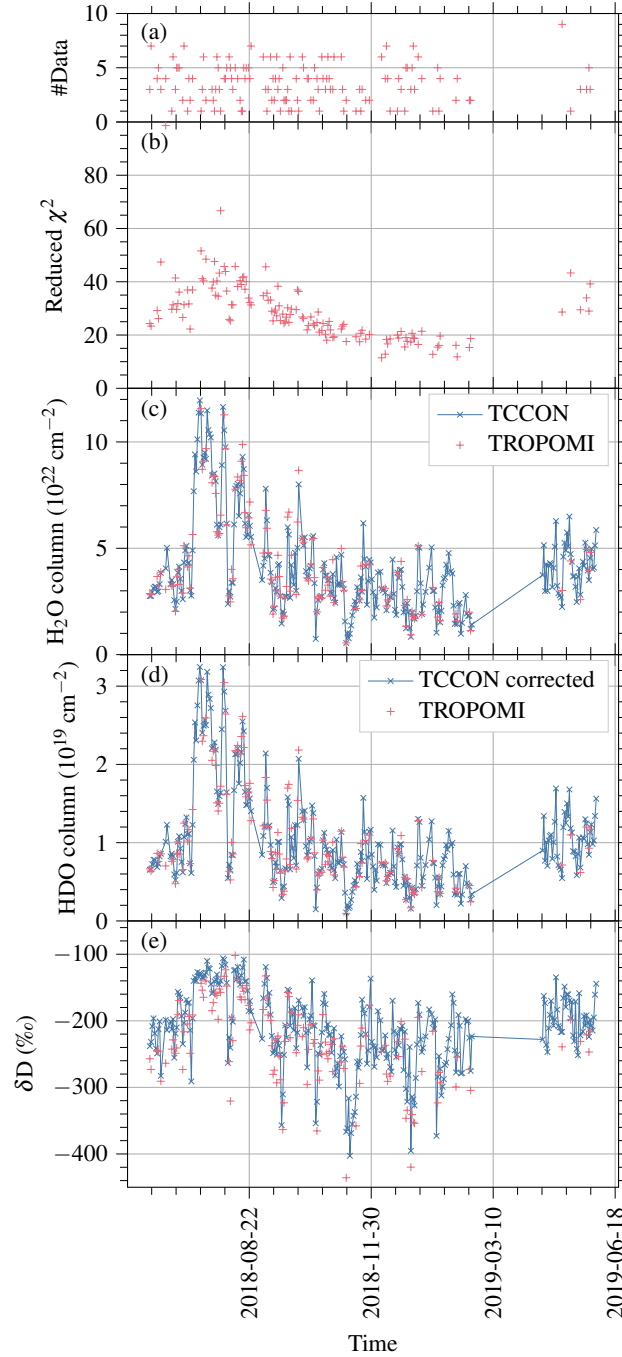 (a)
10
5
0
#Data
(b)
80
60
40
20
0
Reduced χ²
(c)
TCCON
TROPOMI
10
5
0
H₂O column (10²² cm⁻²)
(d)
TCCON corrected
TROPOMI
3
2
1
0
HDO column (10¹⁹ cm⁻²)
(e)
−100
−200
−300
−400
δD (‰)
2018-08-22
2018-11-30
2019-03-10
2019-06-18
Time